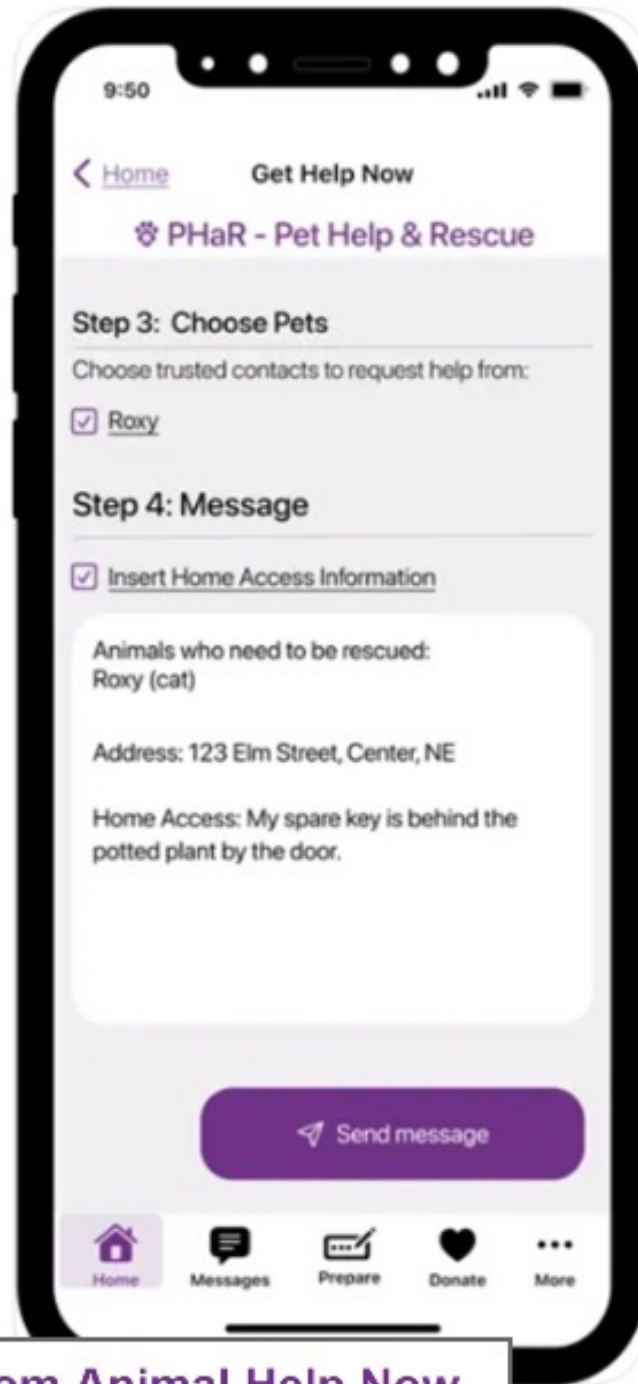 9:50
Home Get Help Now
PHaR - Pet Help & Rescue
Step 3: Choose Pets
Choose trusted contacts to request help from:
Roxy
Step 4: Message
Insert Home Access Information
Animals who need to be rescued:
Roxy (cat)
Address: 123 Elm Street, Center, NE
Home Access: My spare key is behind the
potted plant by the door.
Send message
Home Messages Prepare Donate More
Animal Help Now